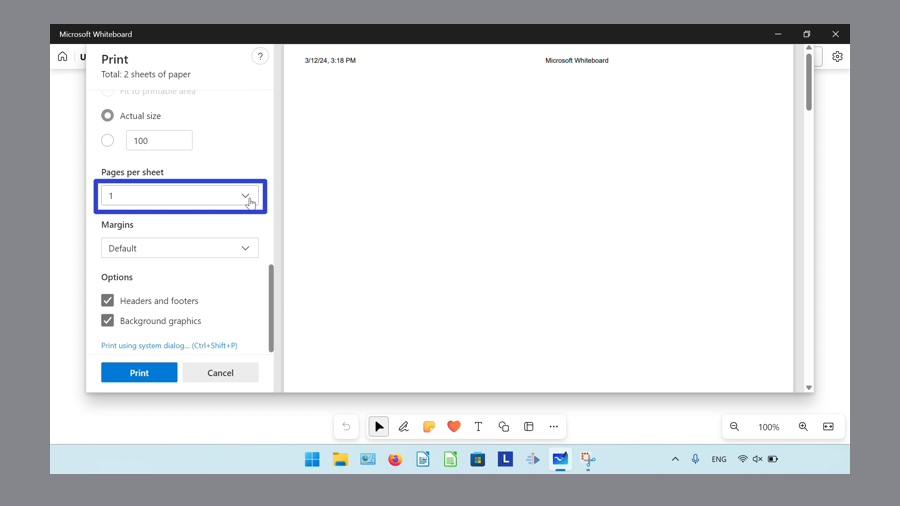 Microsoft Whiteboard
U
Print
?
Total: 2 sheets of paper
3/12/24, 3:18 PM
Microsoft Whiteboard
Fit to printable area
Actual size
100
Pages per sheet
1
Margins
Default
Options
Headers and footers
Background graphics
Print using system dialog... (Ctrl+Shift+P)
Print
Cancel
T
100%
L
ENG